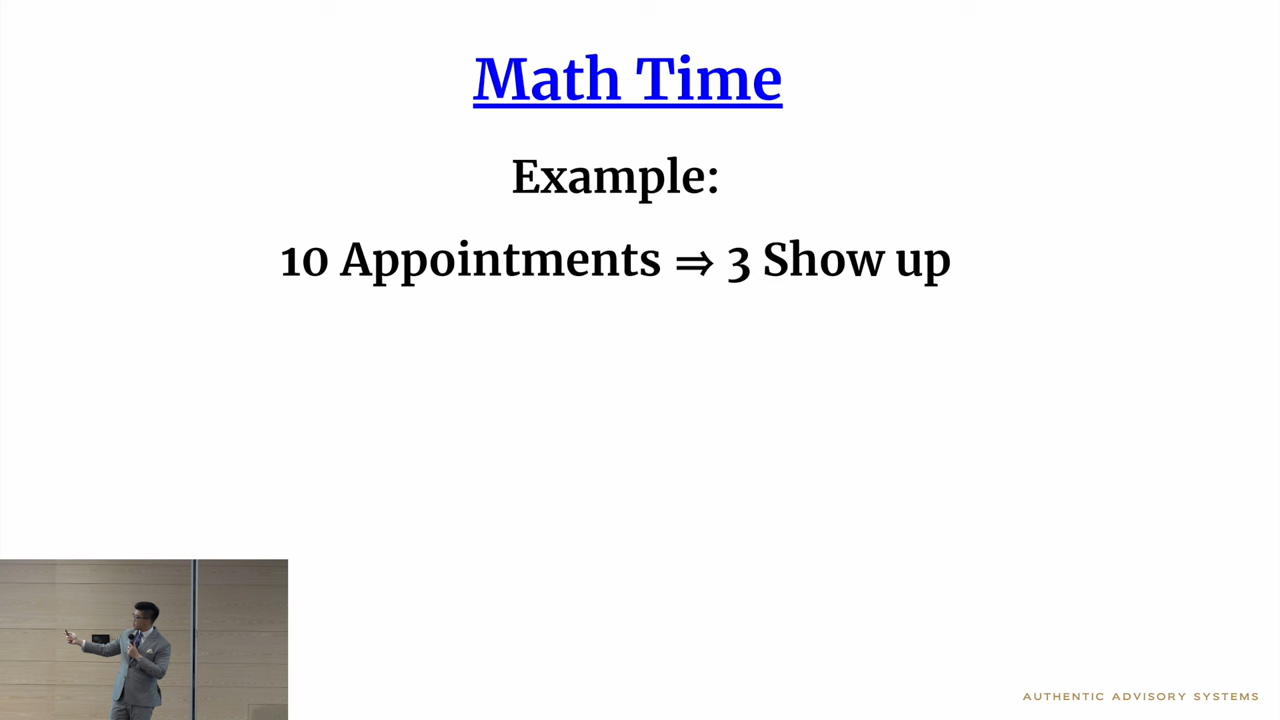 Math Time
Example:
10 Appointments ⇒ 3 Show up
AUTHENTIC ADVISORY SYSTEMS